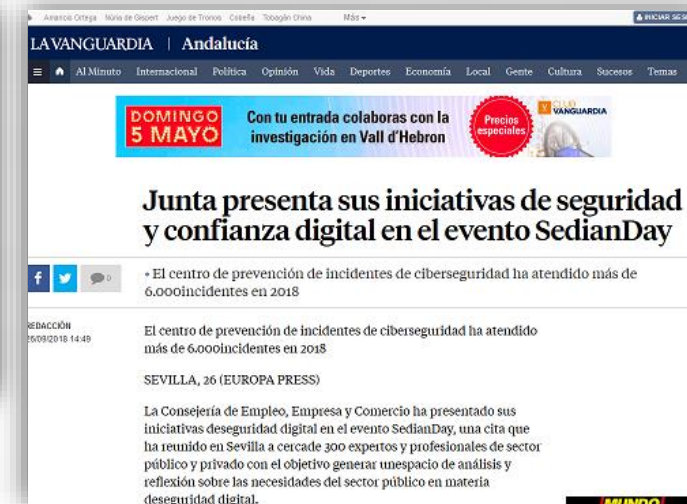 Amancio Ortega Núria de Gispert Juego de Tronos Cabella Tobagán China Más
INICIAR SESI
LA VANGUARDIA | Andalucía
Al Minuto Internacional Política Opinión Vida Deportes Economía Local Gente Cultura Sucesos Temas
DOMINGO
5 MAYO
Con tu entrada colaboras con la
investigación en Vall d'Hebron
Precios
especiales
CLUB
VANGUARDIA
Junta presenta sus iniciativas de seguridad
y confianza digital en el evento SedianDay
0
• El centro de prevención de incidentes de ciberseguridad ha atendido más de
6.000incidentes en 2018
REDACCIÓN
26/09/2018 14:49
El centro de prevención de incidentes de ciberseguridad ha atendido
más de 6.000incidentes en 2018
SEVILLA, 26 (EUROPA PRESS)
La Consejería de Empleo, Empresa y Comercio ha presentado sus
iniciativas deseguridad digital en el evento SedianDay, una cita que
ha reunido en Sevilla a cercade 300 expertos y profesionales de sector
público y privado con el objetivo generar unespacio de análisis y
reflexión sobre las necesidades del sector público en materia
deseguridad digital.
MUNDO